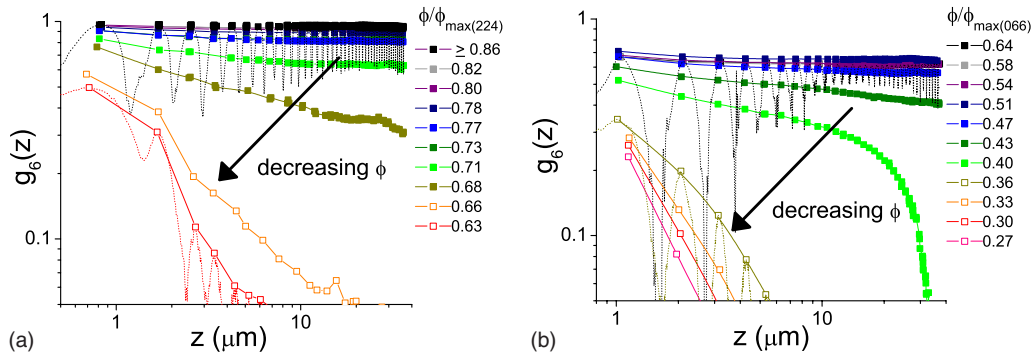 ϕ/ϕmax(224)
1
≥ 0.86
0.82
0.80
0.78
0.77
0.73
0.71
0.68
0.66
0.63
g6(z)
decreasing ϕ
0.1
1
10
(a)
z (μm)
ϕ/ϕmax(066)
1
0.64
0.58
0.54
0.51
0.47
0.43
0.40
0.36
0.33
0.30
0.27
g6(z)
decreasing ϕ
0.1
1
10
(b)
z (μm)